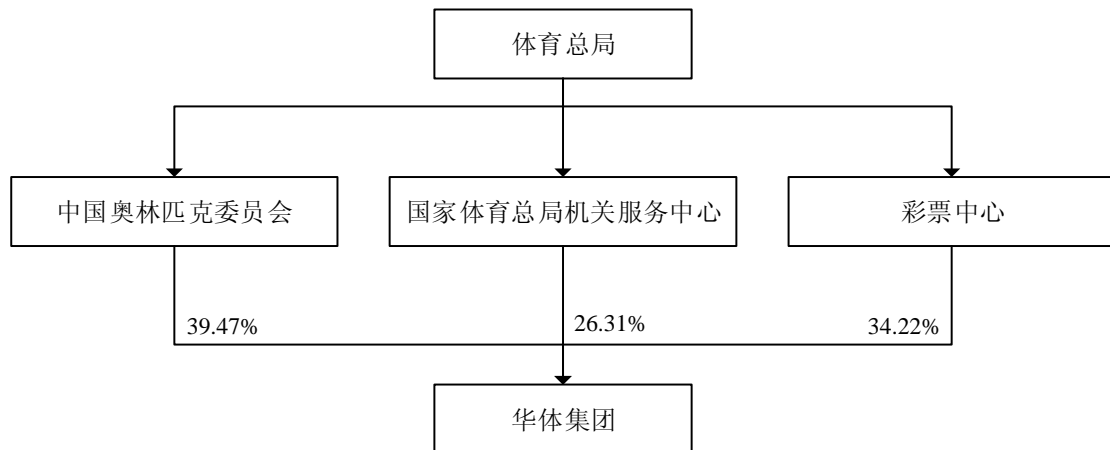 体育总局
中国奥林匹克委员会
国家体育总局机关服务中心
彩票中心
39.47%
26.31%
34.22%
华体集团